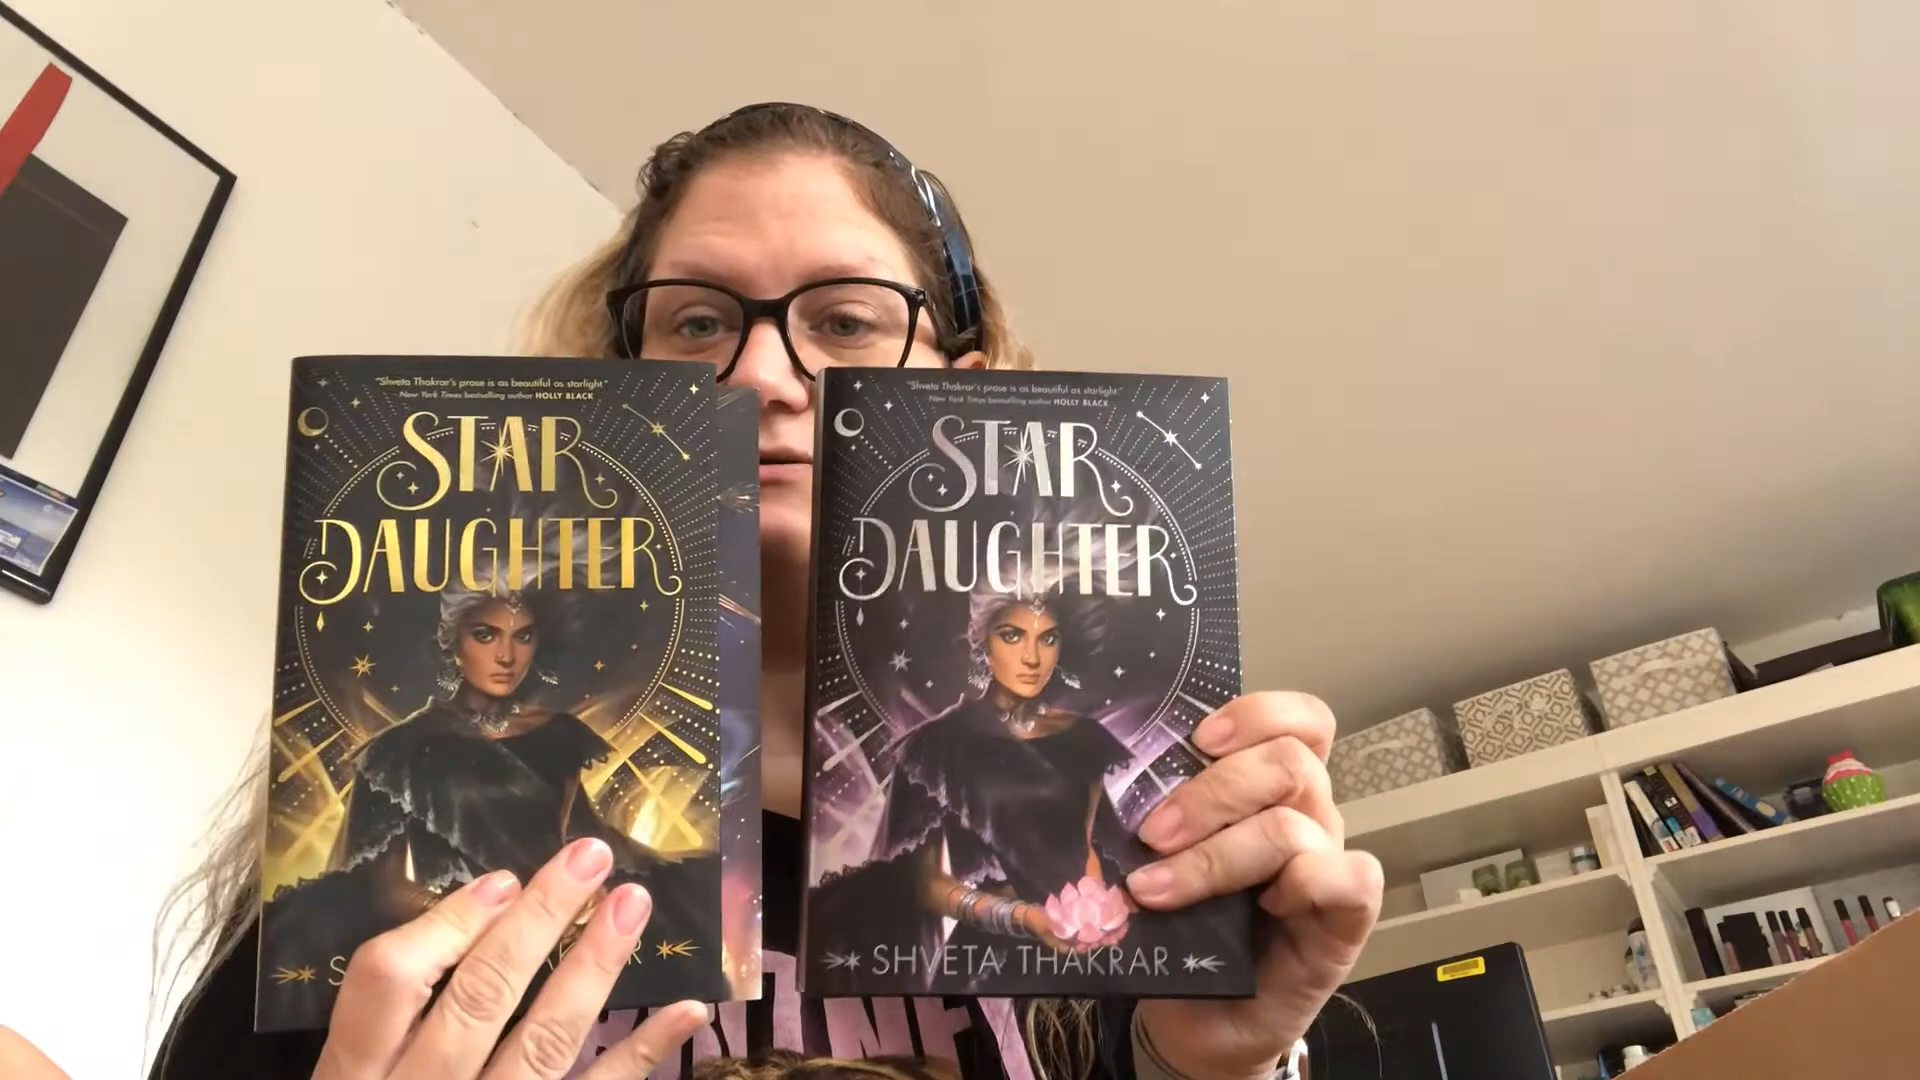 "Shveta Thakrar's prose is as beautiful as starlight."
New York Times bestselling author HOLLY BLACK
STAR
DAUGHTER
"Shveta Thakrar's prose is as beautiful as starlight."
New York Times bestselling author HOLLY BLACK
STAR
DAUGHTER
SHVETA THAKRAR